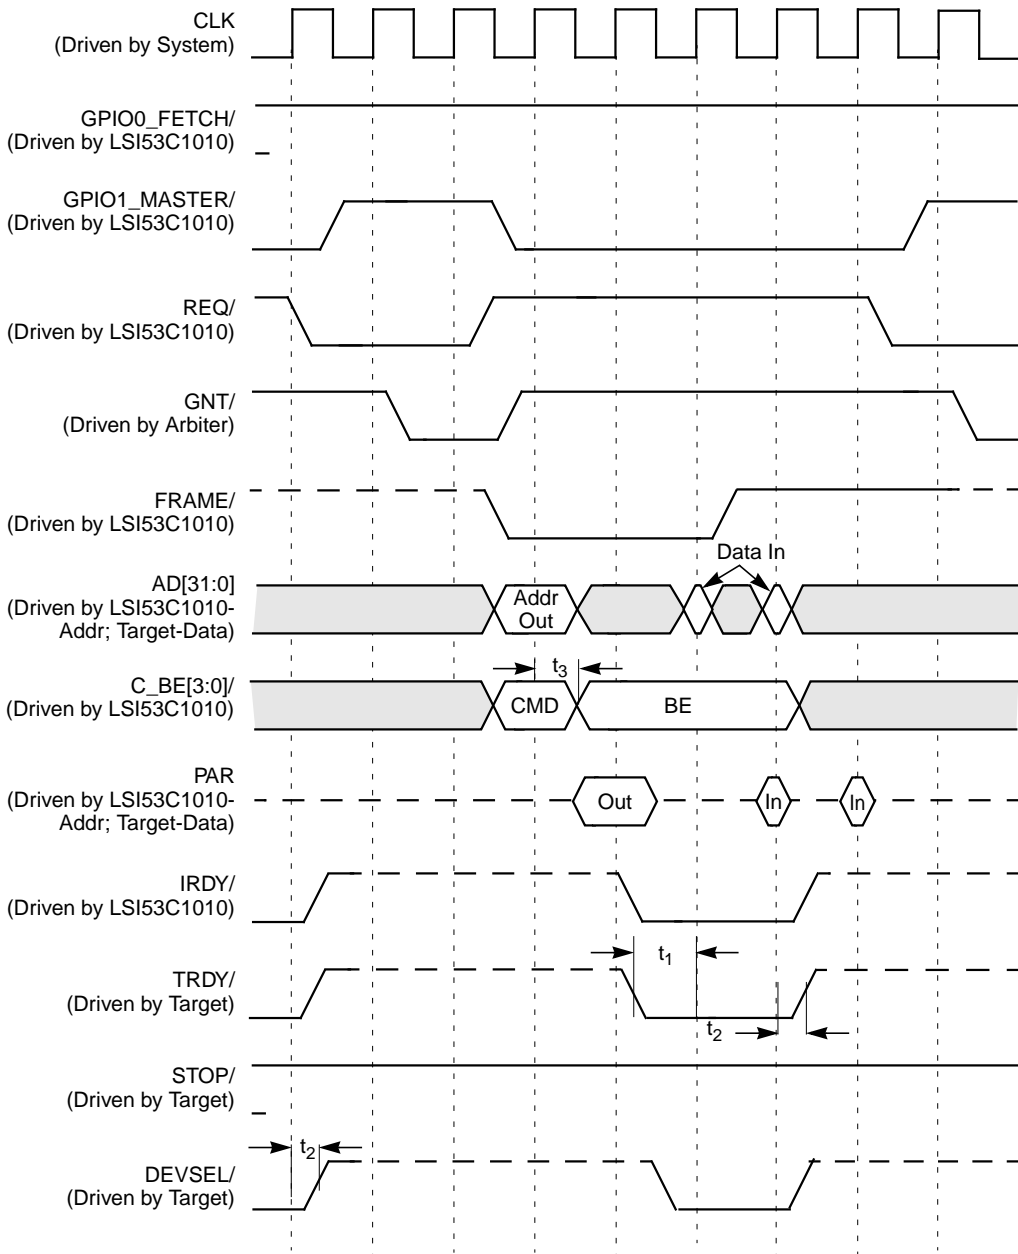 CLK
(Driven by System)
GPIO0_FETCH/
(Driven by LSI53C1010)
GPIO1_MASTER/
(Driven by LSI53C1010)
REQ/
(Driven by LSI53C1010)
GNT/
(Driven by Arbiter)
FRAME/
(Driven by LSI53C1010)
Data In
AD[31:0]
(Driven by LSI53C1010-
Addr; Target-Data)
Addr
Out
t3
C_BE[3:0]/
(Driven by LSI53C1010)
CMD
BE
PAR
(Driven by LSI53C1010-
Addr; Target-Data)
Out
In
In
IRDY/
(Driven by LSI53C1010)
t1
TRDY/
(Driven by Target)
t2
STOP/
(Driven by Target)
t2
DEVSEL/
(Driven by Target)